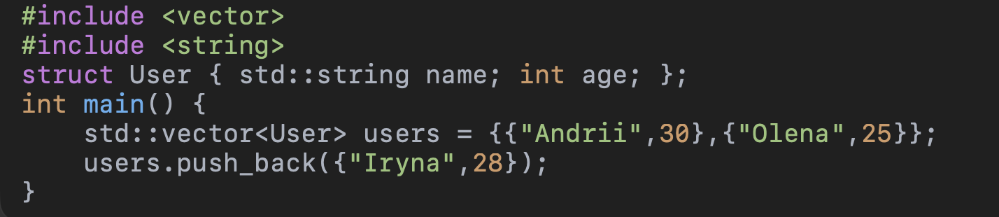 #include <vector>
#include <string>
struct User { std::string name; int age; };
int main() {
    std::vector<User> users = {{"Andrii",30},{"Olena",25}};
    users.push_back({"Iryna",28});
}